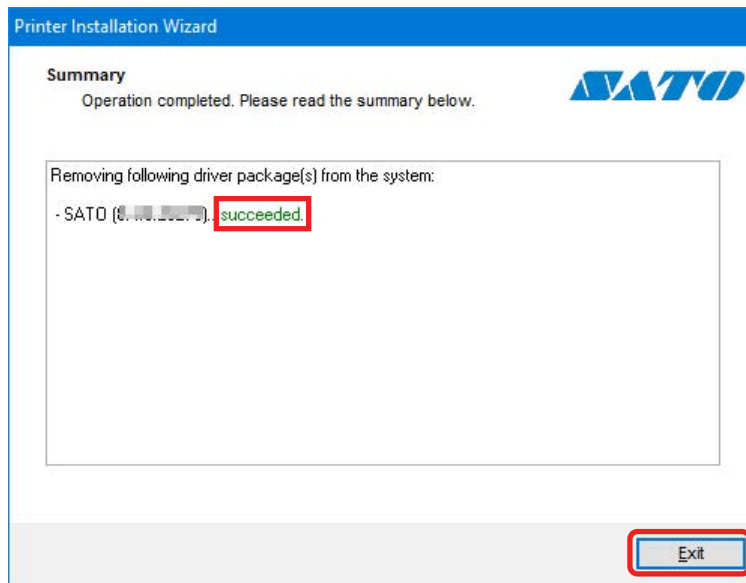 Printer Installation Wizard
Summary
Operation completed. Please read the summary below.
SATO
Removing following driver package(s) from the system:
- SATO ( ).. succeeded.
Exit